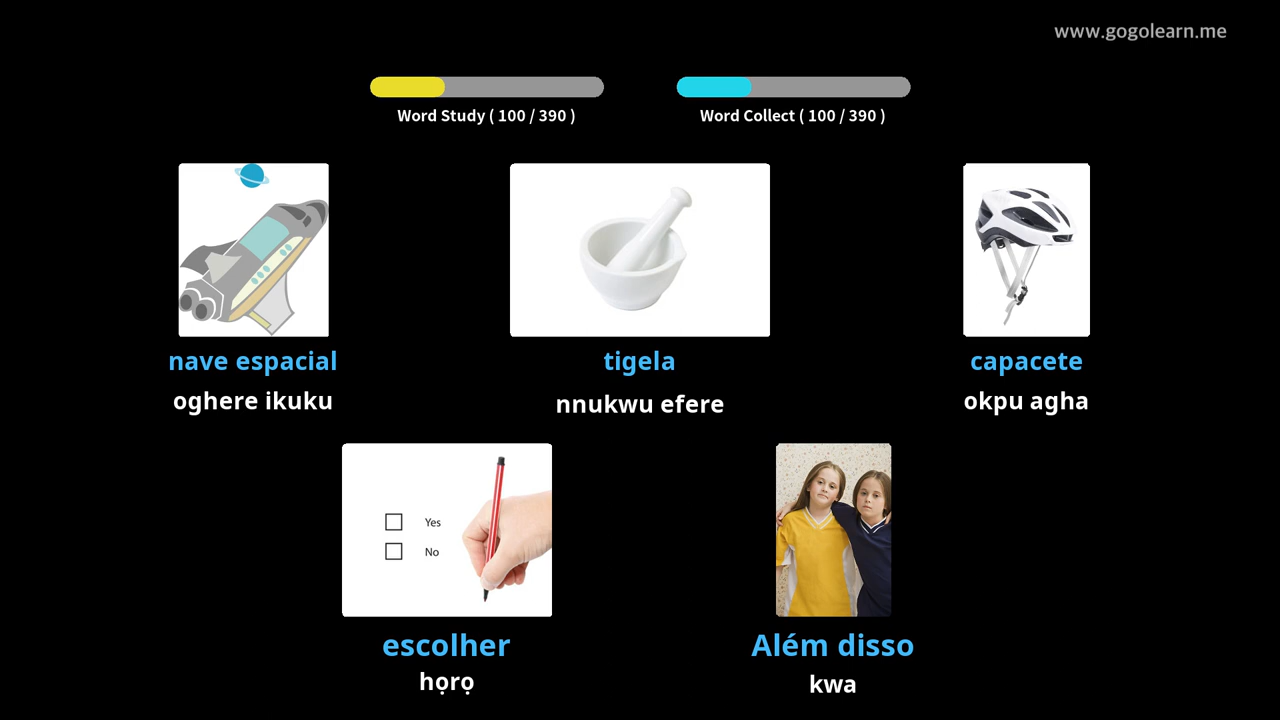 www.gogolearn.me
Word Study ( 100 / 390 )
Word Collect ( 100 / 390 )
nave espacial
oghere ikuku
tigela
nnukwu efere
capacete
okpu agha
Yes
No
escolher
họrọ
Além disso
kwa